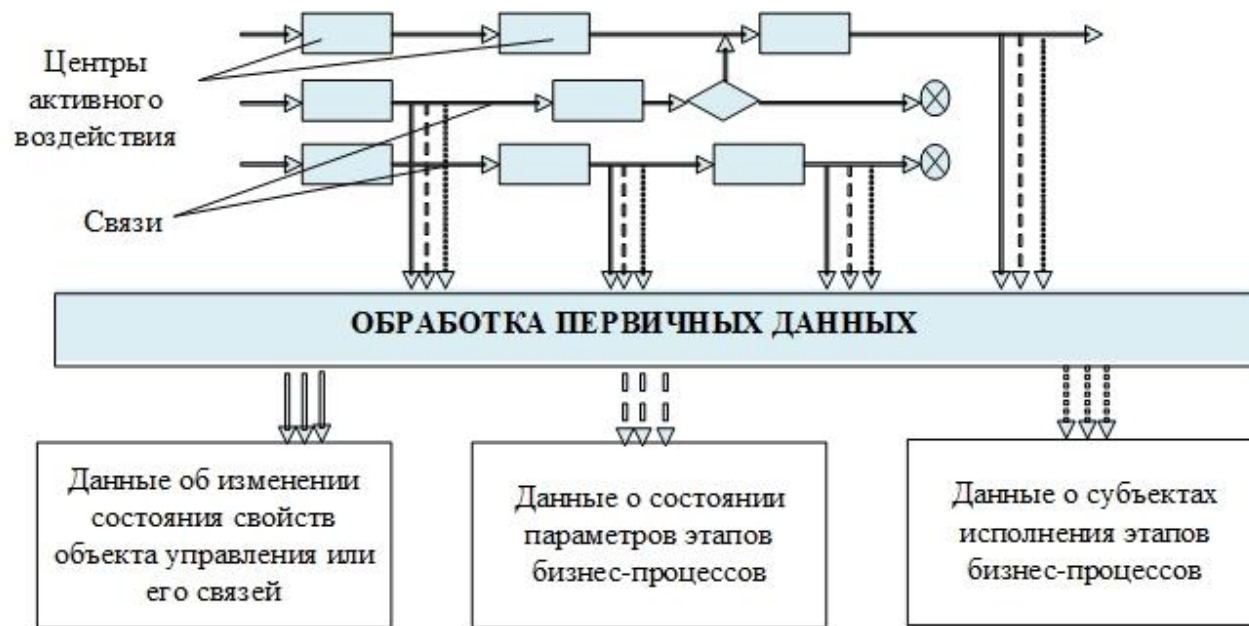 Центры
активного
воздействия
Связи
ОБРАБОТКА ПЕРВИЧНЫХ ДАННЫХ
Данные об изменении
состояния свойств
объекта управления или
его связей
Данные о состоянии
параметров этапов
бизнес-процессов
Данные о субъектах
исполнения этапов
бизнес-процессов